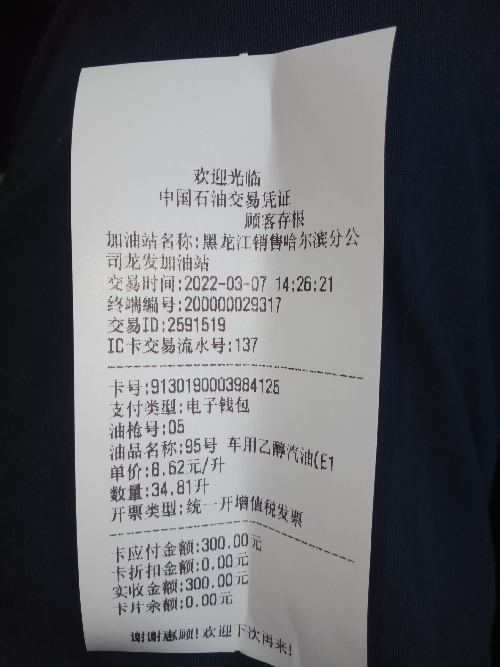 欢迎光临
中国石油交易凭证
顾客存根
加油站名称:黑龙江销售哈尔滨分公
司龙发加油站
交易时间:2022-03-07 14:26:21
终端编号:200000029317
交易ID:2591519
IC卡交易流水号:137
卡号:9130190003984125
支付类型:电子钱包
油枪号:05
油品名称:95号 车用乙醇汽油(E1
单价:8.62元/升
数量:34.81升
开票类型:统一开增值税发票
卡应付金额:300.00元
卡折扣金额:0.00元
实收金额:300.00元
卡片余额:0.00元
谢谢惠顾!欢迎下次再来!